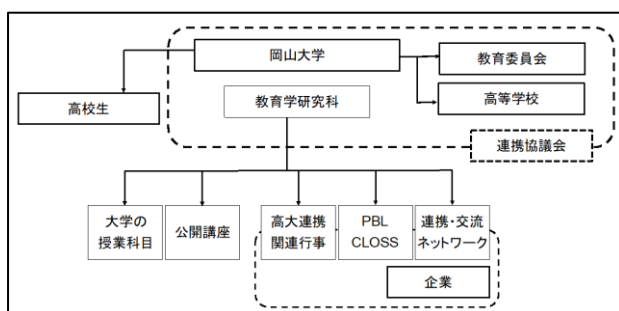 岡山大学
教育委員会
教育学研究科
高等学校
高校生
連携協議会
大学の
授業科目
公開講座
高大連携
関連行事
PBL
CLOSS
連携・交流
ネットワーク
企業